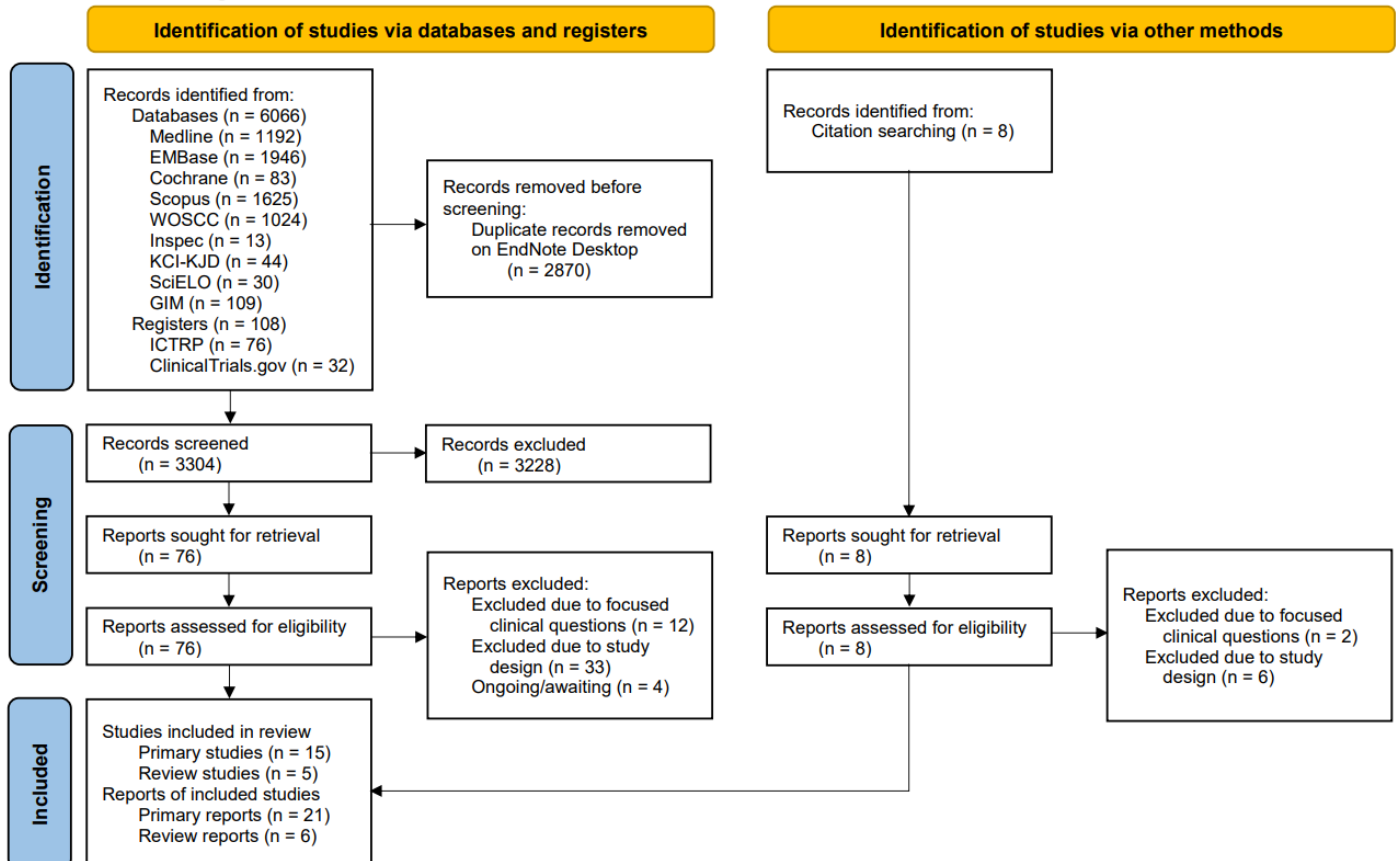 Identification of studies via databases and registers
Identification of studies via other methods
Identification
Records identified from:
Databases (n = 6066)
Medline (n = 1192)
EMBase (n = 1946)
Cochrane (n = 83)
Scopus (n = 1625)
WOSCC (n = 1024)
Inspec (n = 13)
KCI-KJD (n = 44)
SciELO (n = 30)
GIM (n = 109)
Registers (n = 108)
ICTRP (n = 76)
ClinicalTrials.gov (n = 32)
Records removed before
screening:
Duplicate records removed
on EndNote Desktop
(n = 2870)
Records identified from:
Citation searching (n = 8)
Screening
Records screened
(n = 3304)
Records excluded
(n = 3228)
Reports sought for retrieval
(n = 76)
Reports assessed for eligibility
(n = 76)
Reports excluded:
Excluded due to focused
clinical questions (n = 12)
Excluded due to study
design (n = 33)
Ongoing/awaiting (n = 4)
Reports sought for retrieval
(n = 8)
Reports assessed for eligibility
(n = 8)
Reports excluded:
Excluded due to focused
clinical questions (n = 2)
Excluded due to study
design (n = 6)
Included
Studies included in review
Primary studies (n = 15)
Review studies (n = 5)
Reports of included studies
Primary reports (n = 21)
Review reports (n = 6)